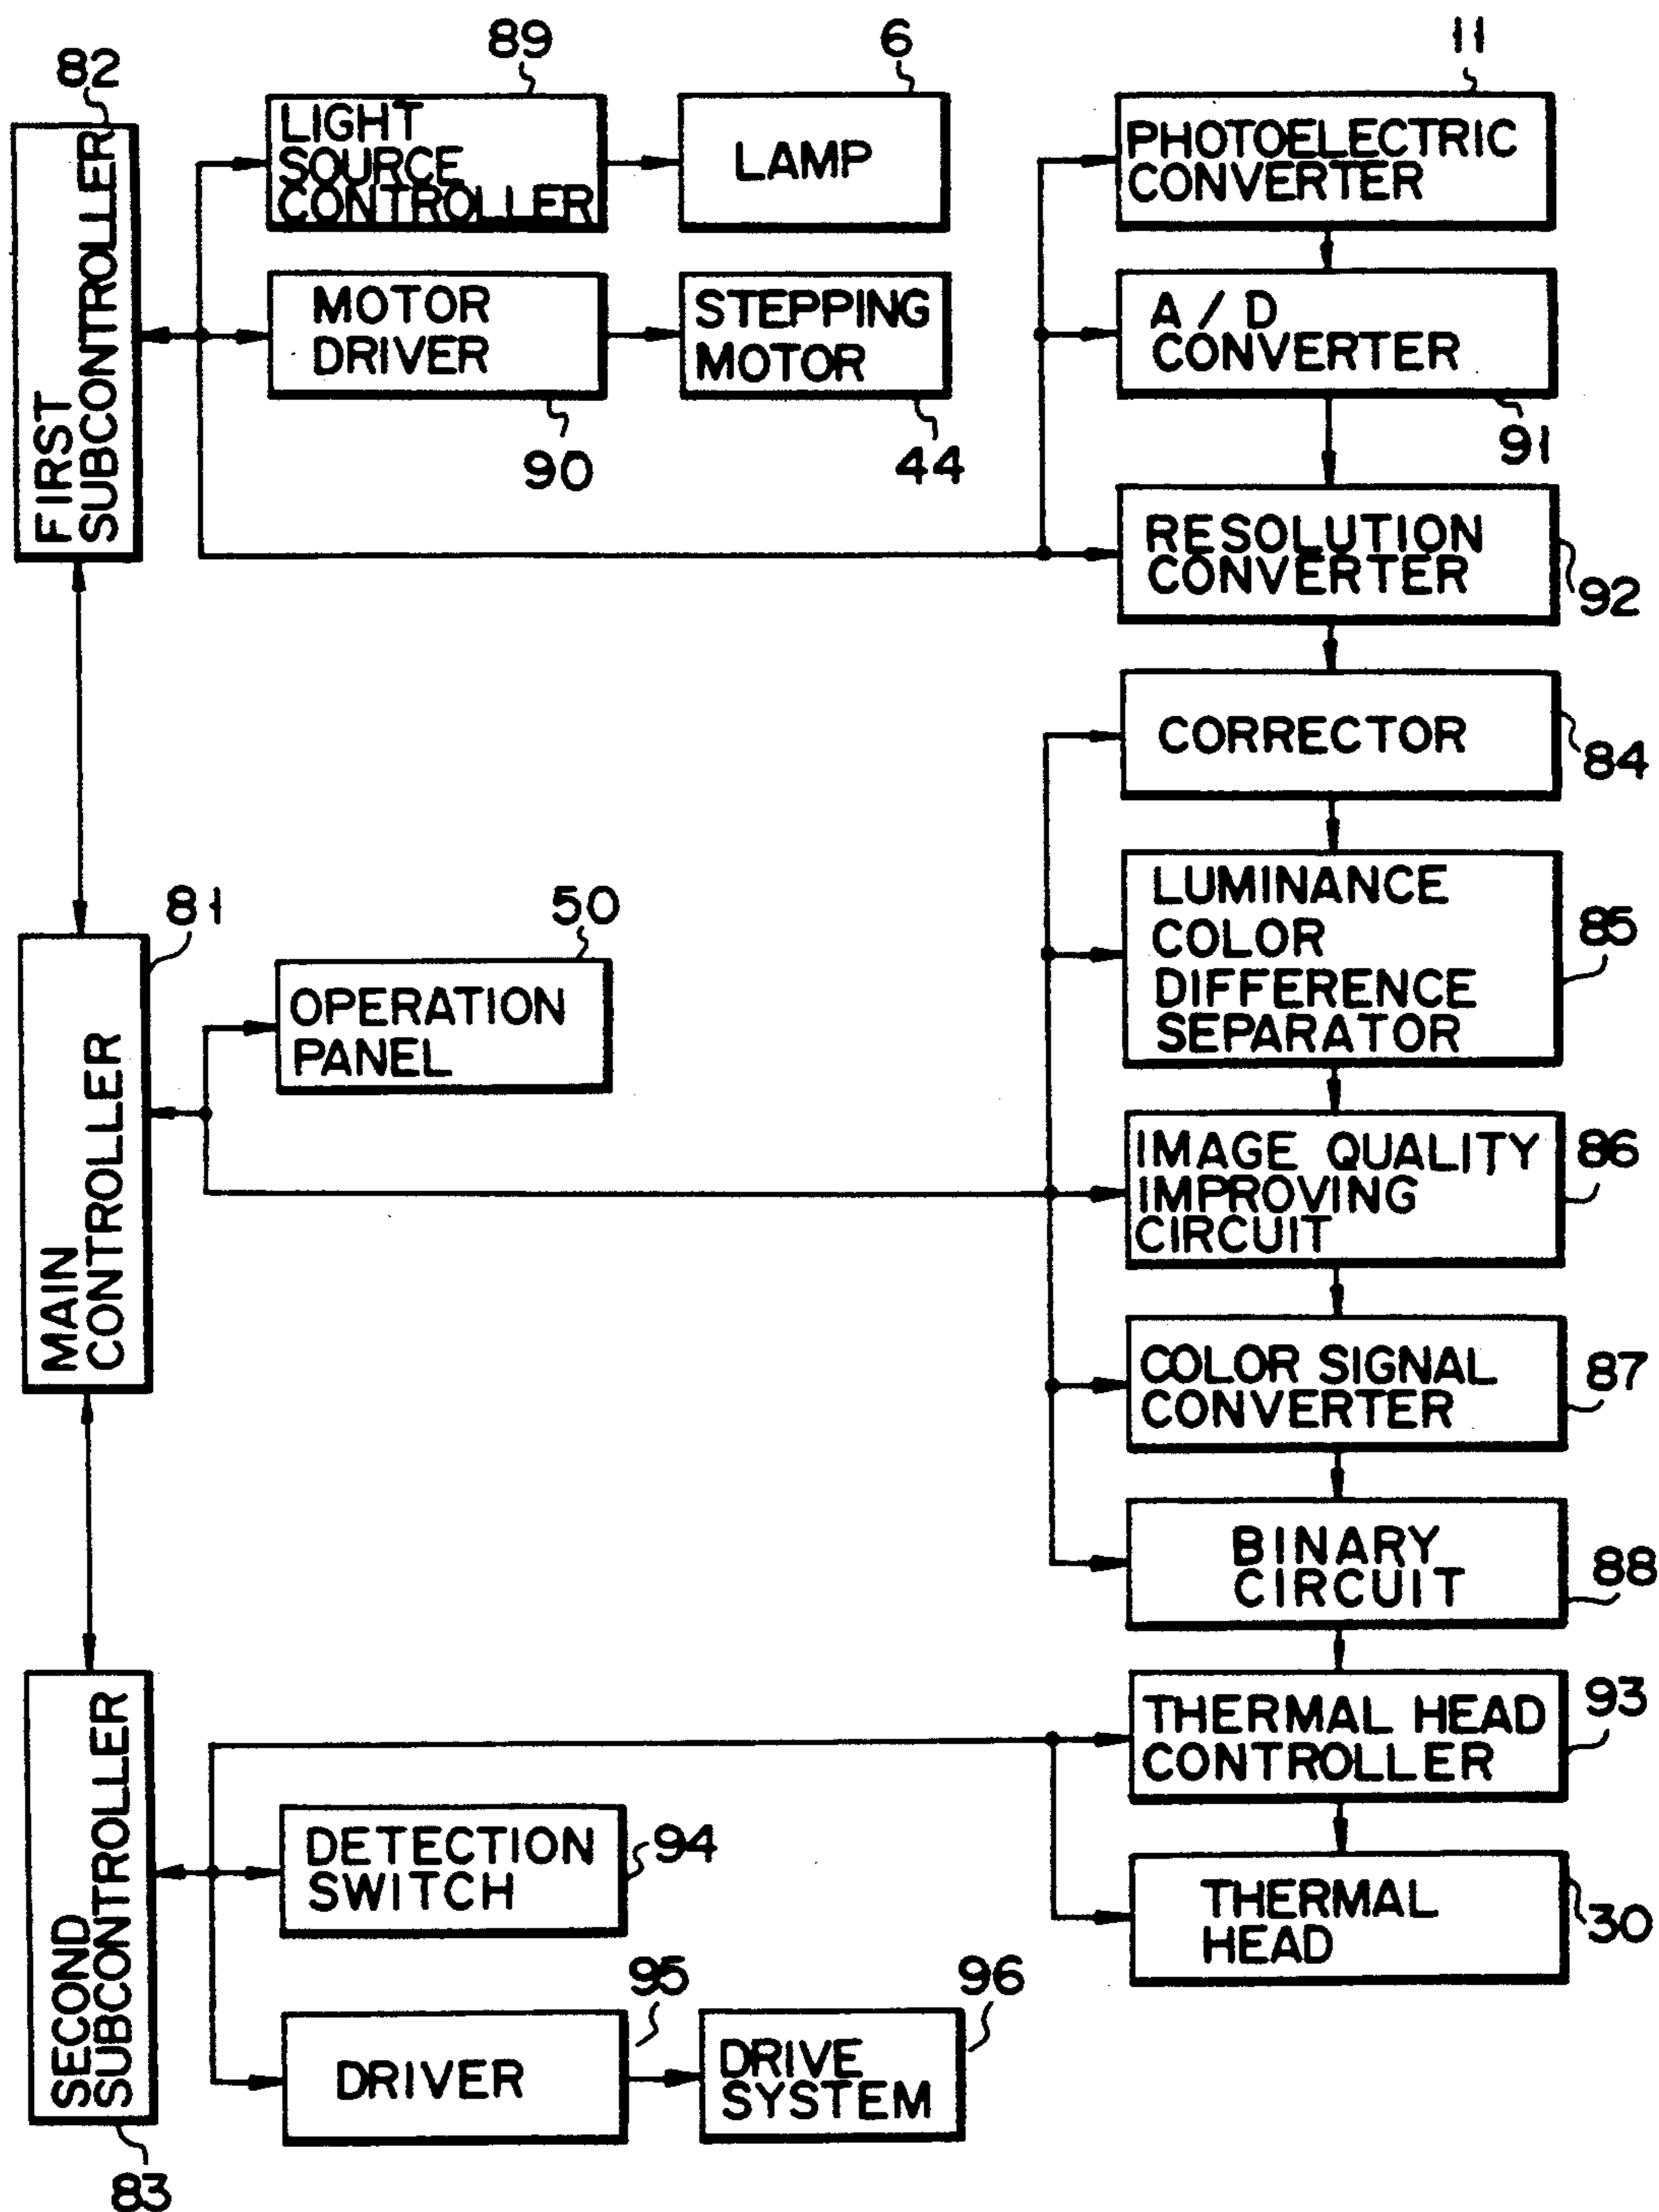 82
FIRST
SUBCONTROLLER
89
LIGHT
SOURCE
CONTROLLER
6
LAMP
11
PHOTOELECTRIC
CONVERTER
MOTOR
DRIVER
90
STEPPING
MOTOR
44
A / D
CONVERTER
91
RESOLUTION
CONVERTER
92
CORRECTOR
84
81
MAIN
CONTROLLER
50
OPERATION
PANEL
LUMINANCE
COLOR
DIFFERENCE
SEPARATOR
85
IMAGE QUALITY
IMPROVING
CIRCUIT
86
COLOR SIGNAL
CONVERTER
87
BINARY
CIRCUIT
88
SECOND
SUBCONTROLLER
83
THERMAL HEAD
CONTROLLER
93
DETECTION
SWITCH
94
THERMAL
HEAD
30
95
DRIVER
96
DRIVE
SYSTEM